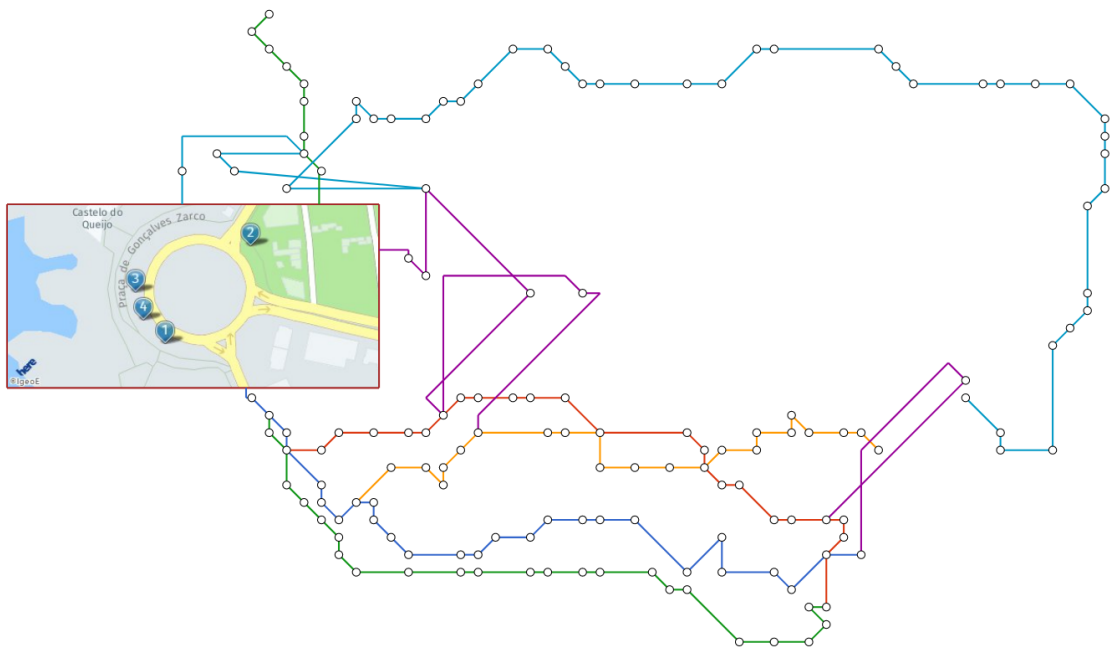 Castelo do
Queijo
Praça de Gonçalves Zarco
2
3
4
1
here
©IgeoE